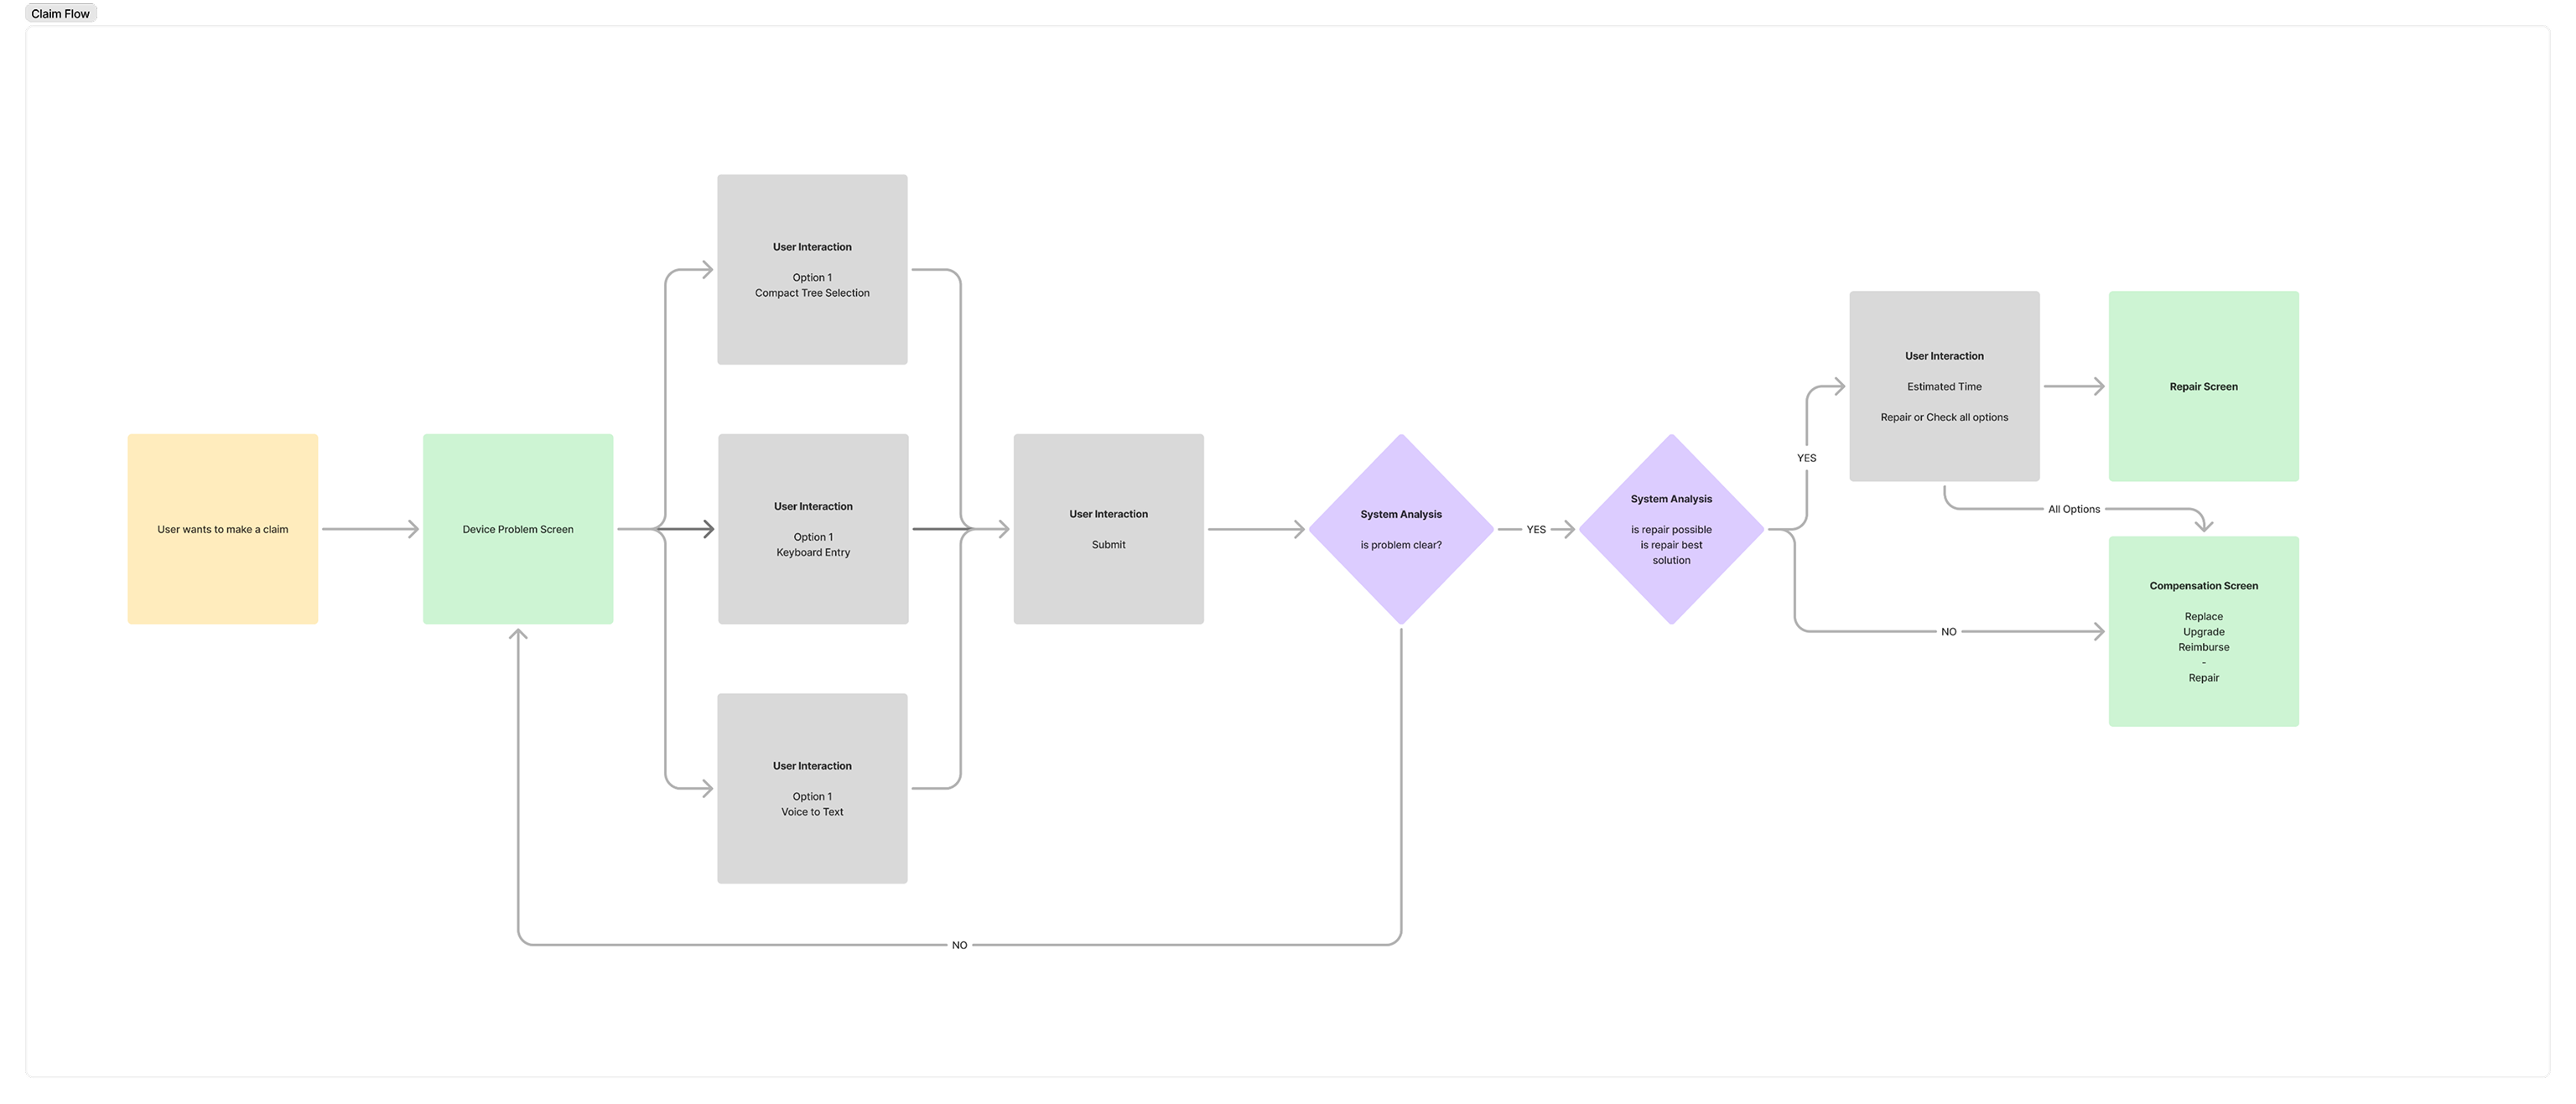 Claim Flow
User wants to make a claim
Device Problem Screen
User Interaction
Option 1
Compact Tree Selection
User Interaction
Option 1
Keyboard Entry
User Interaction
Option 1
Voice to Text
User Interaction
Submit
System Analysis
is problem clear?
NO
YES
System Analysis
is repair possible
is repair best
solution
YES
User Interaction
Estimated Time
Repair or Check all options
Repair Screen
All Options
NO
Compensation Screen
Replace
Upgrade
Reimburse
-
Repair